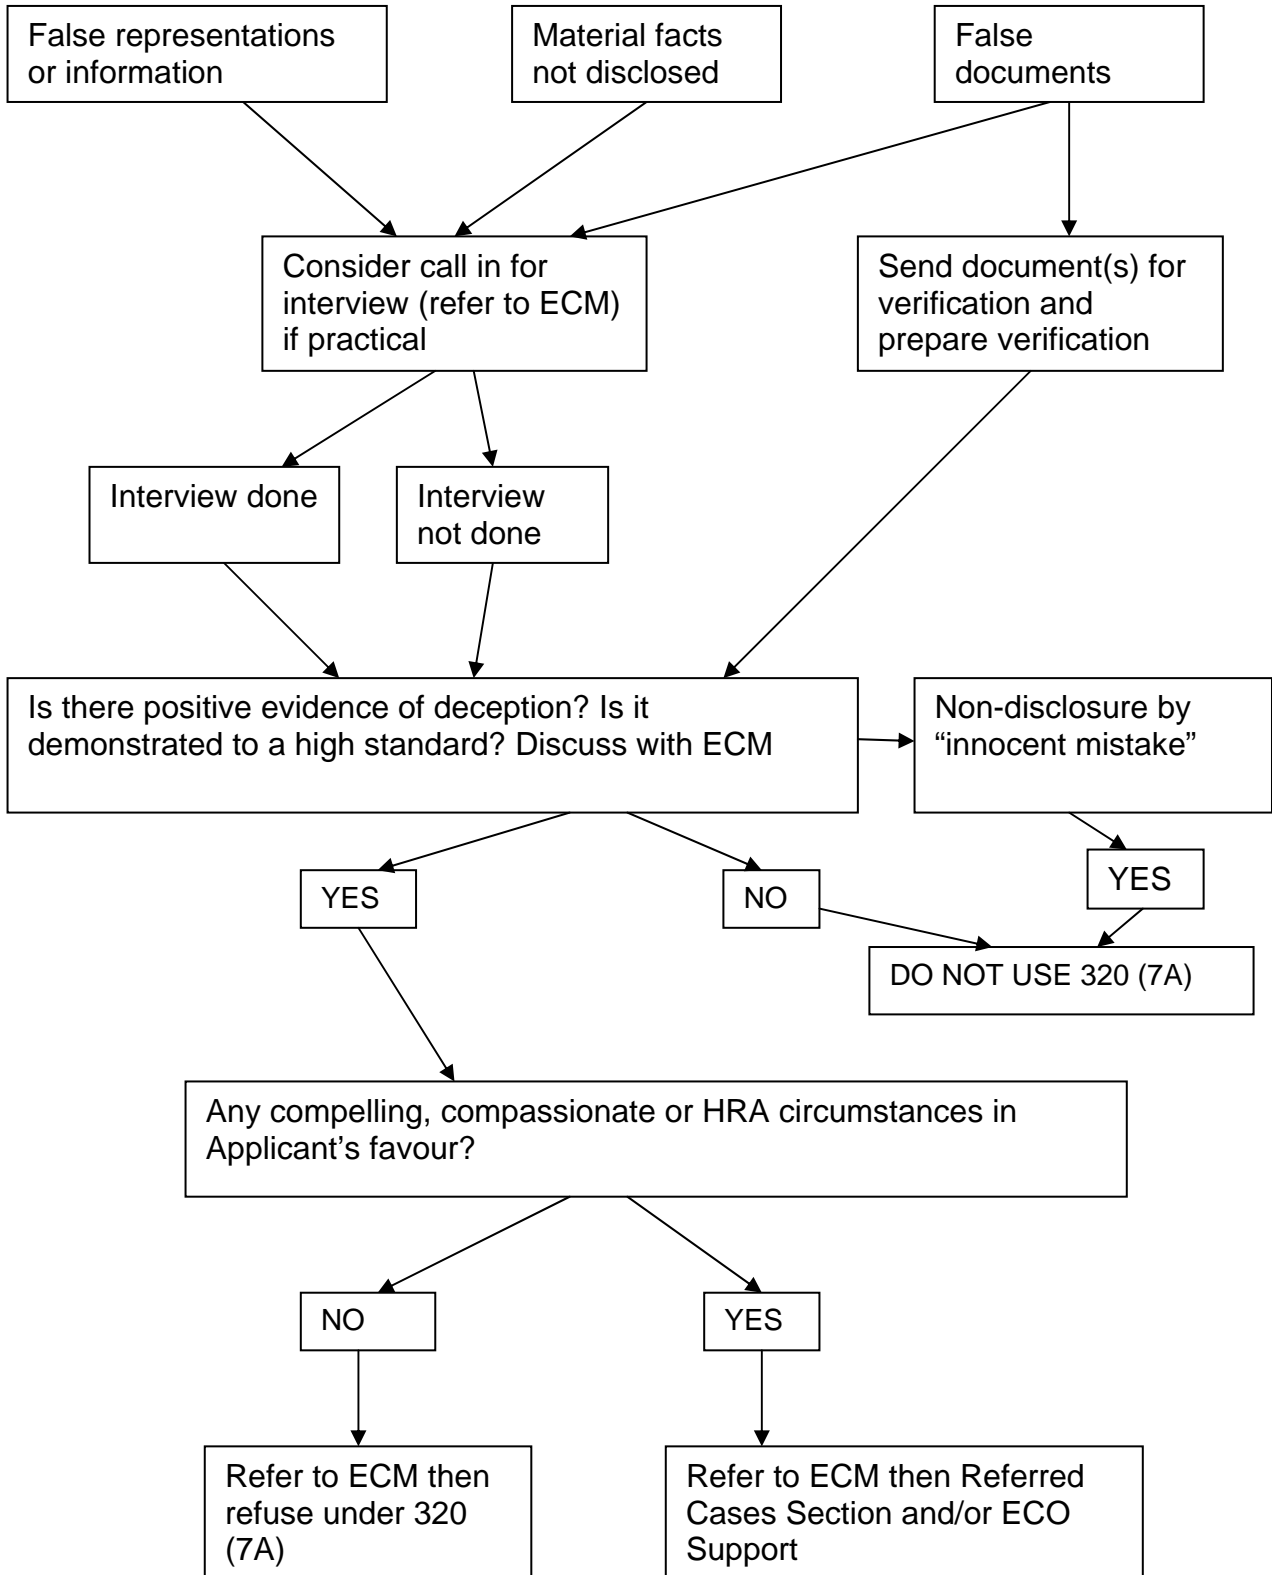 False representations
or information
Material facts
not disclosed
False
documents
Consider call in for
interview (refer to ECM)
if practical
Send document(s) for
verification and
prepare verification
Interview done
Interview
not done
Is there positive evidence of deception? Is it
demonstrated to a high standard? Discuss with ECM
Non-disclosure by
“innocent mistake”
YES
NO
YES
DO NOT USE 320 (7A)
Any compelling, compassionate or HRA circumstances in
Applicant’s favour?
NO
YES
Refer to ECM then
refuse under 320
(7A)
Refer to ECM then Referred
Cases Section and/or ECO
Support